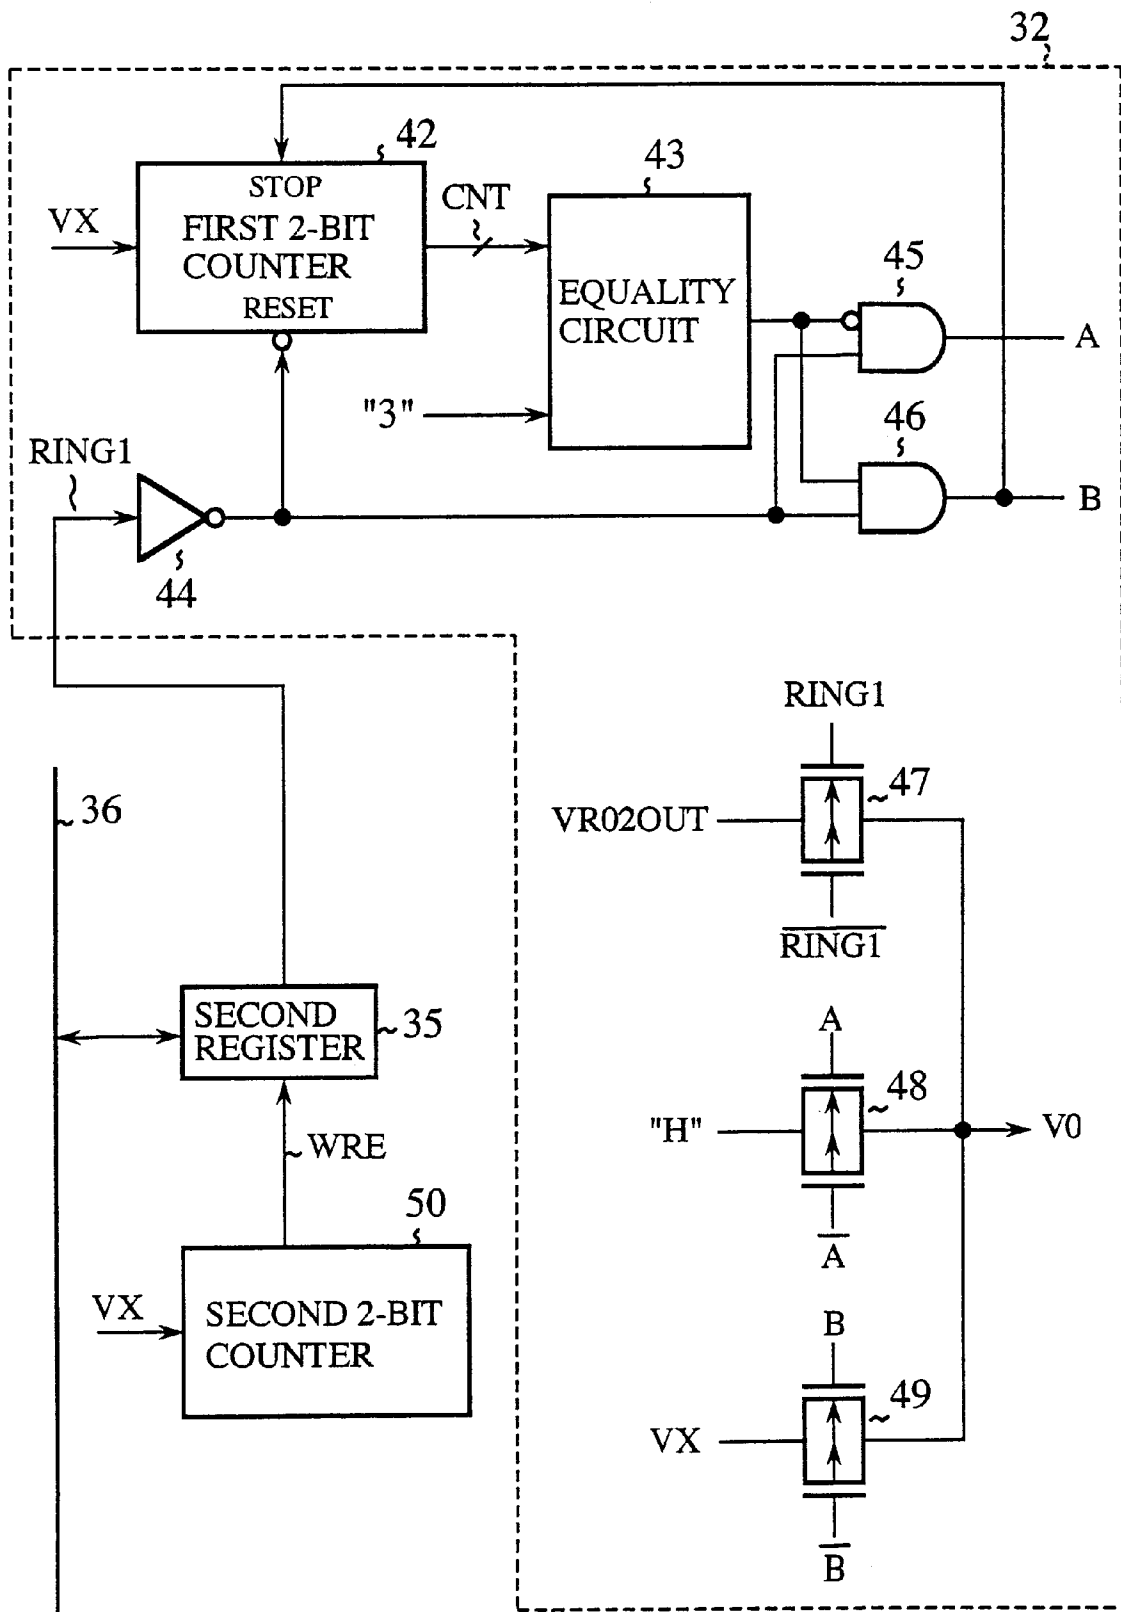 32
42
STOP
FIRST 2-BIT
COUNTER
RESET
VX
CNT
43
EQUALITY
CIRCUIT
"3"
45
A
46
B
RING1
44
36
SECOND
REGISTER
35
WRE
50
VX
SECOND 2-BIT
COUNTER
RING1
VR02OUT
47
RING1
A
"H"
48
V0
A
B
VX
49
B